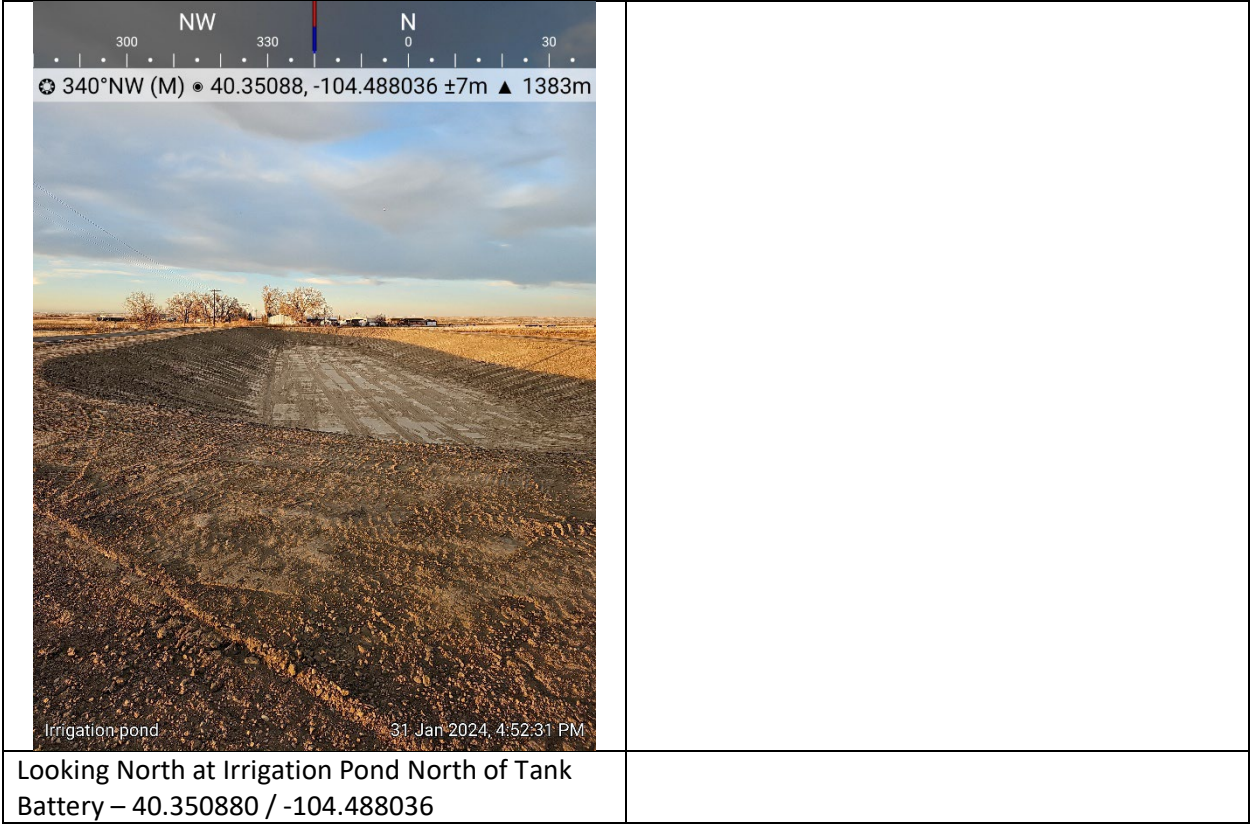 NW N
300 330 0 30
340°NW (M) 40.35088, -104.488036 ±7m ▲ 1383m
Irrigation pond 31 Jan 2024, 4:52:31 PM
Looking North at Irrigation Pond North of Tank
Battery – 40.350880 / -104.488036